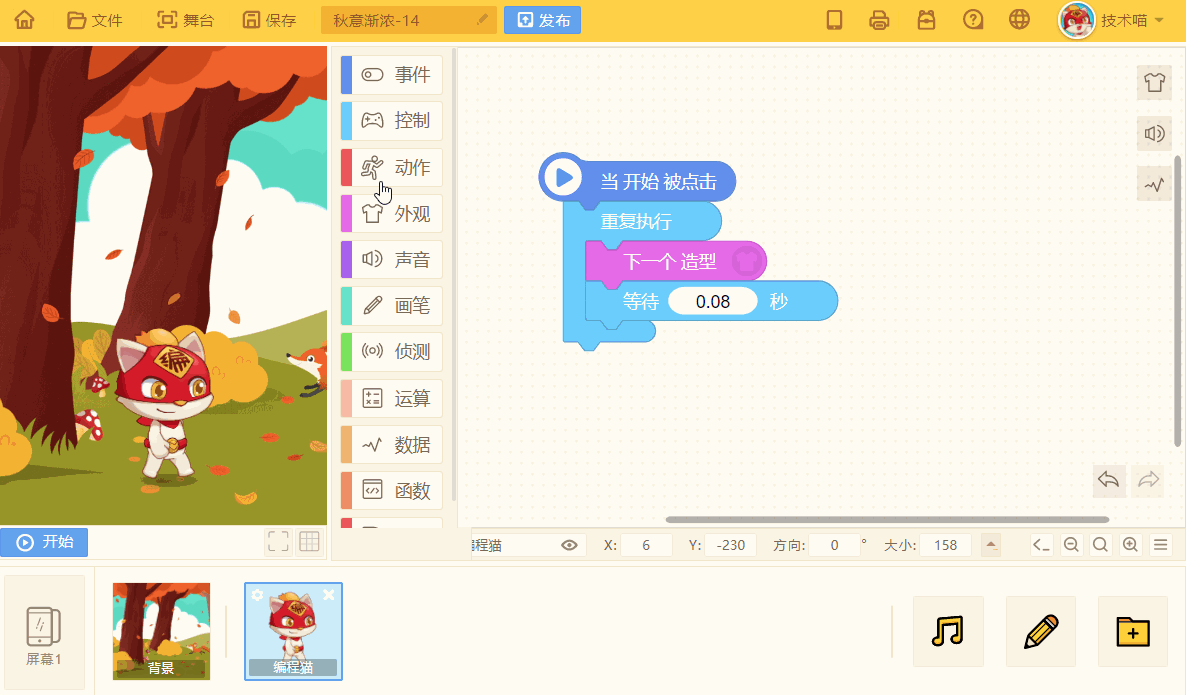 文件
舞台
保存
秋意渐浓-14
发布
技术喵
事件
控制
动作
外观
声音
画笔
侦测
运算
数据
函数
当 开始 被点击
重复执行
下一个 造型
等待 0.08 秒
编
开始
编程猫
X: 6
Y: -230
方向: 0 °
大小: 158
屏幕1
背景
编程猫